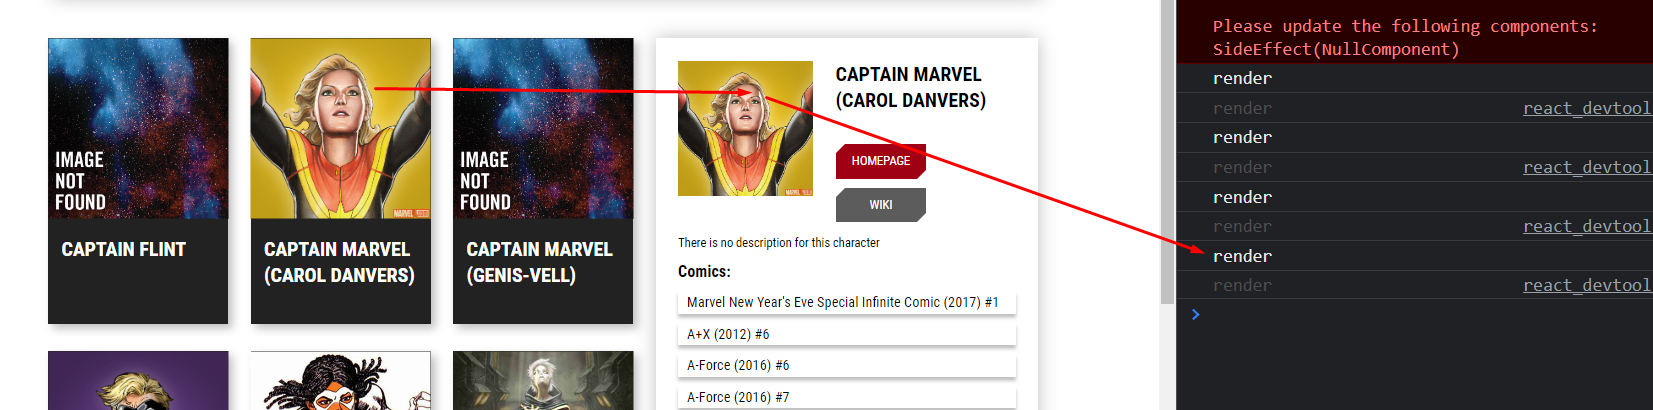 IMAGE
NOT
FOUND
CAPTAIN FLINT
CAPTAIN MARVEL
(CAROL DANVERS)
IMAGE
NOT
FOUND
CAPTAIN MARVEL
(GENIS-VELL)
CAPTAIN MARVEL
(CAROL DANVERS)
HOMEPAGE
WIKI
There is no description for this character
Comics:
Marvel New Year's Eve Special Infinite Comic (2017) #1
A+X (2012) #6
A-Force (2016) #6
A-Force (2016) #7
Please update the following components:
SideEffect(NullComponent)
render
render react_devtool
render
render react_devtool
render
render react_devtool
render
render react_devtool